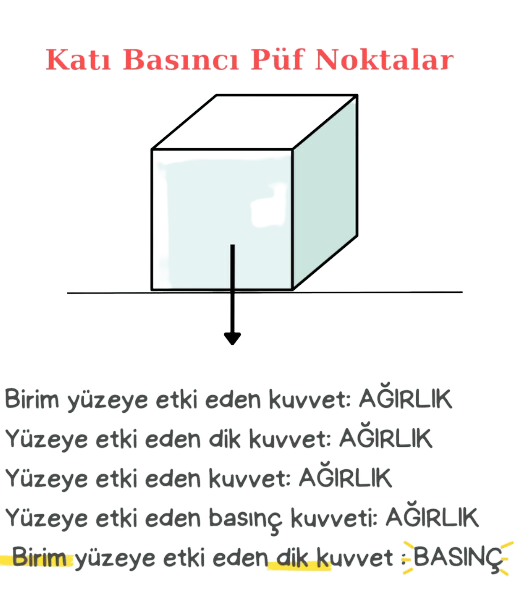 Katı Basıncı Püf Noktalar
Birim yüzeye etki eden kuvvet: AĞIRLIK
Yüzeye etki eden dik kuvvet: AĞIRLIK
Yüzeye etki eden kuvvet: AĞIRLIK
Yüzeye etki eden basınç kuvveti: AĞIRLIK
Birim yüzeye etki eden dik kuvvet : BASINÇ